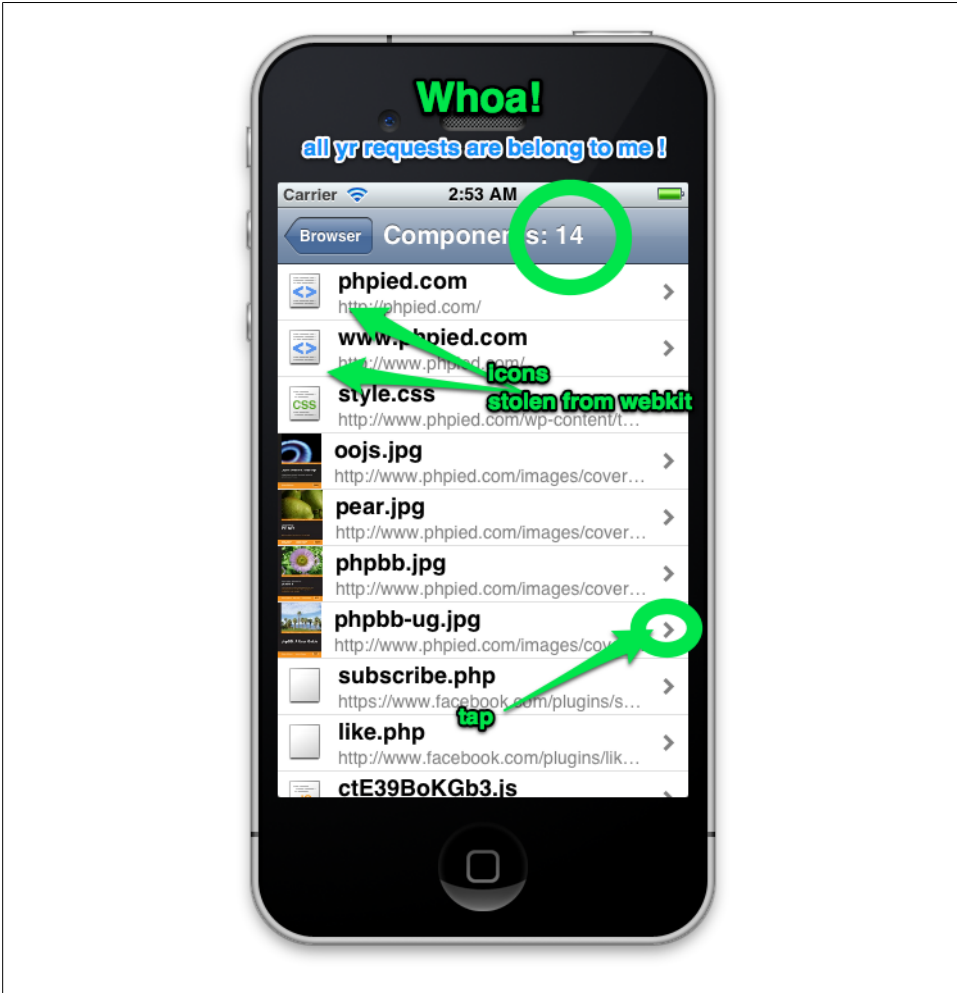 Whoa!
all yr requests are belong to me !
Carrier 2:53 AM
Browser Components: 14
phpied.com
http://phpied.com/
www.phpied.com
http://www.phpied.com/
Icons
style.css
stolen from webkit
http://www.phpied.com/wp-content/t...
CSS
oojs.jpg
http://www.phpied.com/images/cover...
pear.jpg
http://www.phpied.com/images/cover...
phpbb.jpg
http://www.phpied.com/images/cover...
phpbb-ug.jpg
http://www.phpied.com/images/cov
subscribe.php
https://www.facebook.com/plugins/s...
tap
like.php
http://www.facebook.com/plugins/lik...
ctE39BoKGb3.js